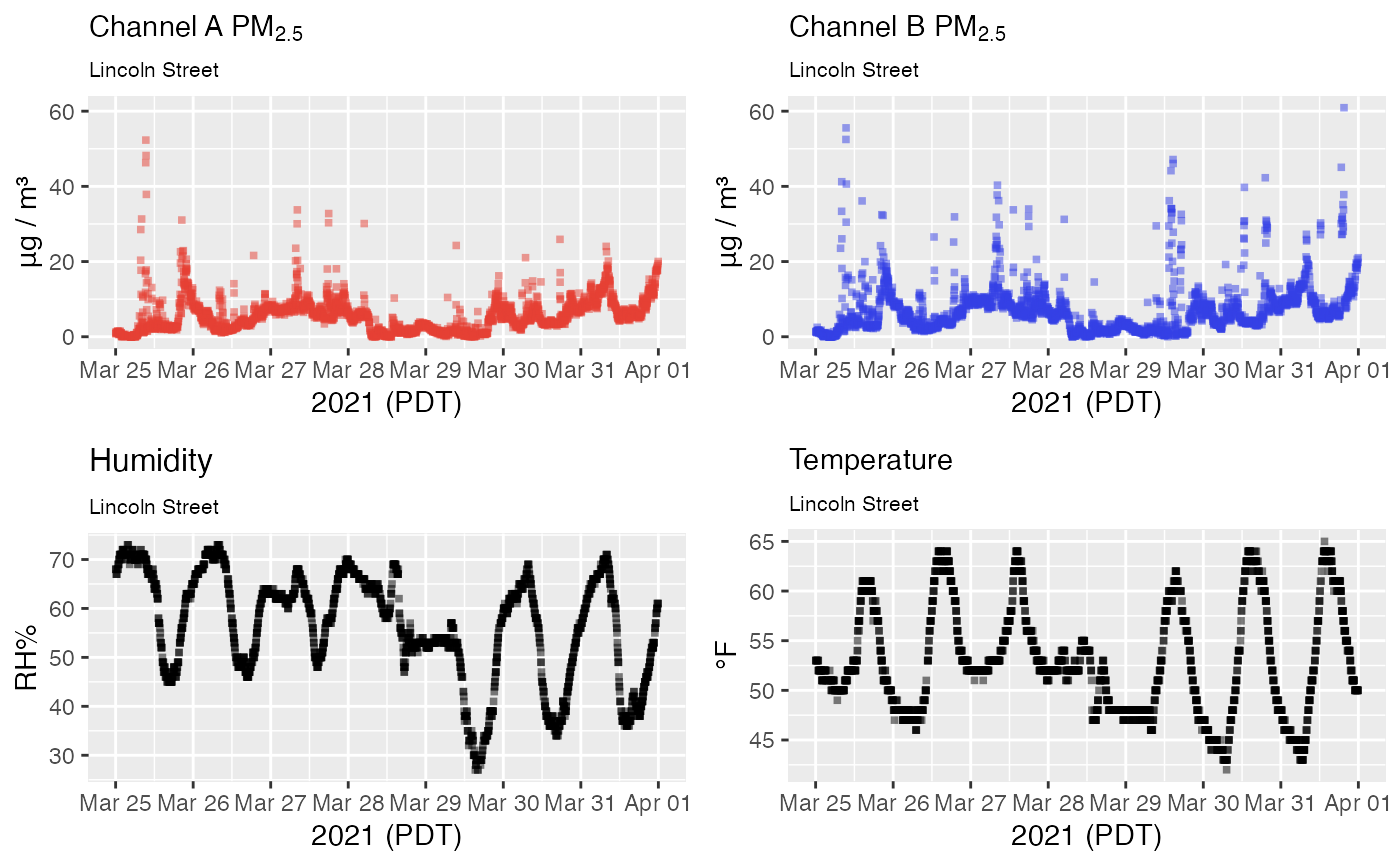 Channel A PM2.5
Lincoln Street
60
40
20
0
µg / m³
Mar 25 Mar 26 Mar 27 Mar 28 Mar 29 Mar 30 Mar 31 Apr 01
2021 (PDT)
Channel B PM2.5
Lincoln Street
60
40
20
0
µg / m³
Mar 25 Mar 26 Mar 27 Mar 28 Mar 29 Mar 30 Mar 31 Apr 01
2021 (PDT)
Humidity
Lincoln Street
70
60
50
40
30
RH%
Mar 25 Mar 26 Mar 27 Mar 28 Mar 29 Mar 30 Mar 31 Apr 01
2021 (PDT)
Temperature
Lincoln Street
65
60
55
50
45
°F
Mar 25 Mar 26 Mar 27 Mar 28 Mar 29 Mar 30 Mar 31 Apr 01
2021 (PDT)